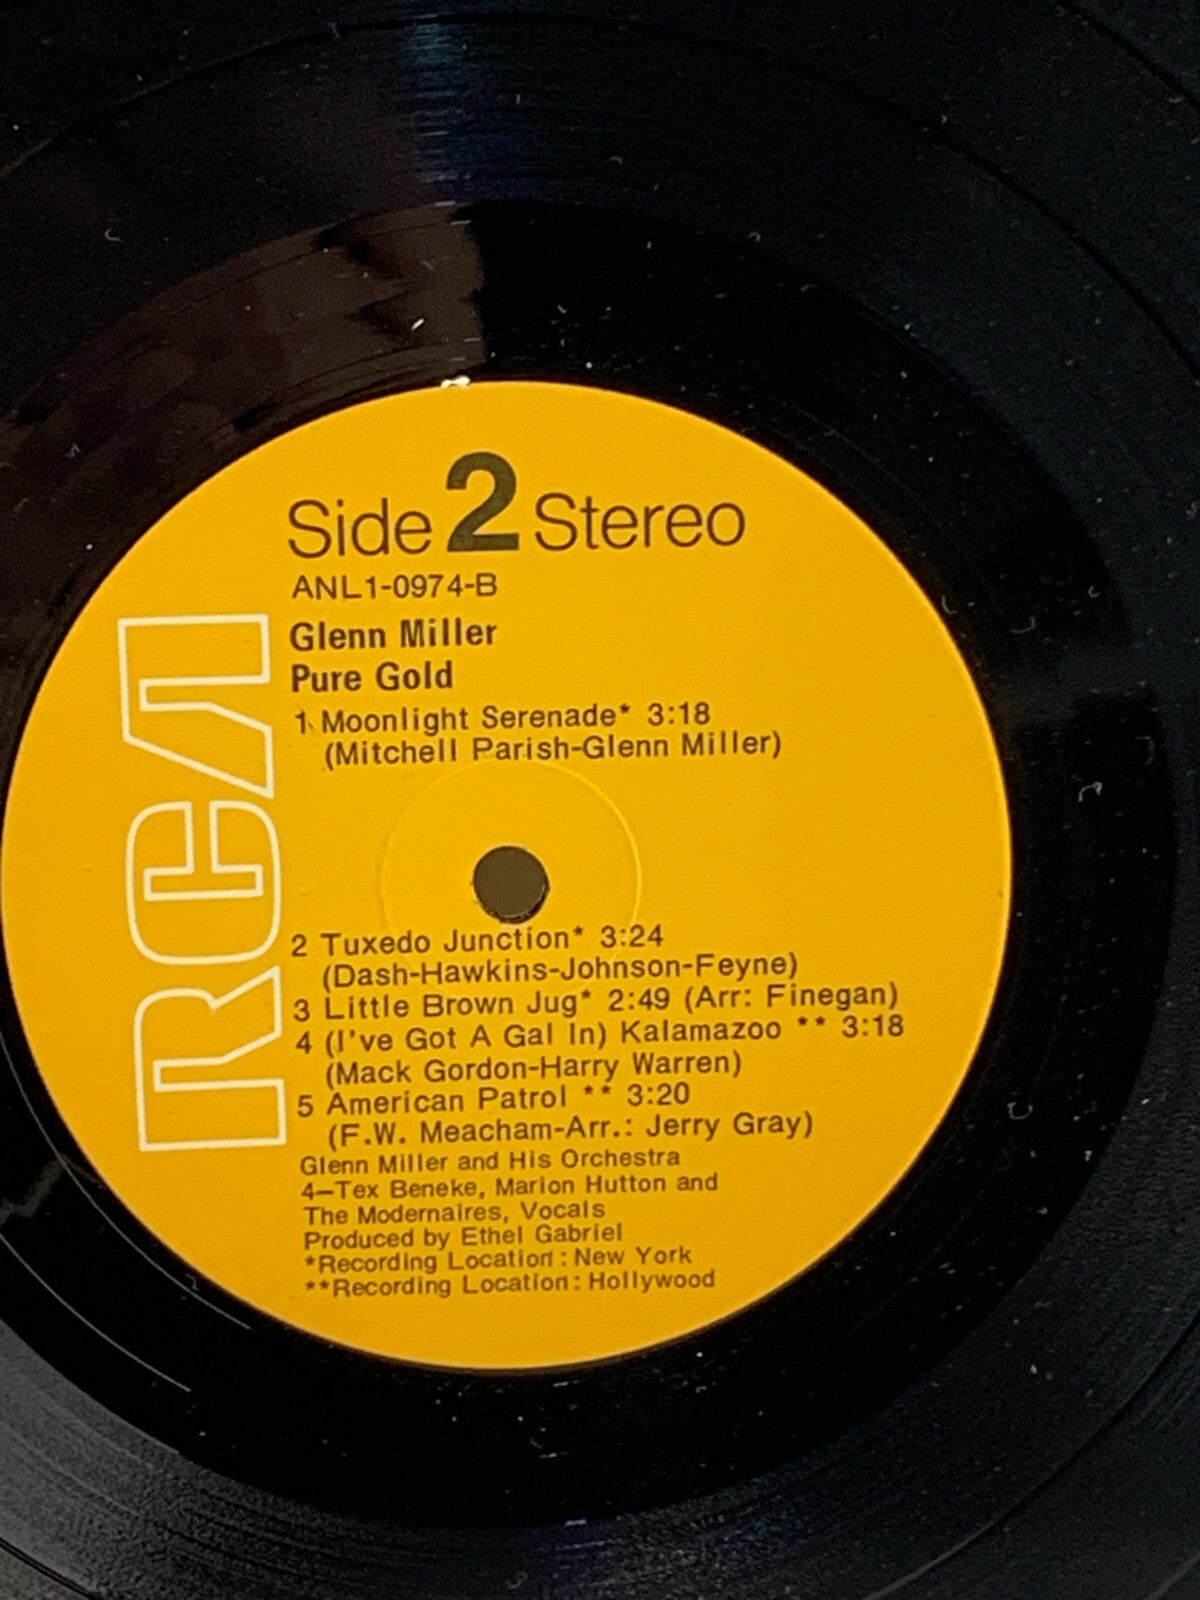 Side 2 Stereo
ANL1-0974-B
Glenn Miller
Pure Gold
1 Moonlight Serenade* 3:18
(Mitchell Parish-Glenn Miller)
2 Tuxedo Junction* 3:24
(Dash-Hawkins-Johnson-Feyne)
3 Little Brown Jug* 2:49 (Arr: Finegan)
4 (I've Got A Gal In) Kalamazoo ** 3:18
(Mack Gordon-Harry Warren)
5 American Patrol ** 3:20
(F.W. Meacham-Arr.: Jerry Gray)
Glenn Miller and His Orchestra
4—Tex Beneke, Marion Hutton and
The Modernaires, Vocals
Produced by Ethel Gabriel
*Recording Location: New York
**Recording Location: Hollywood
RCA